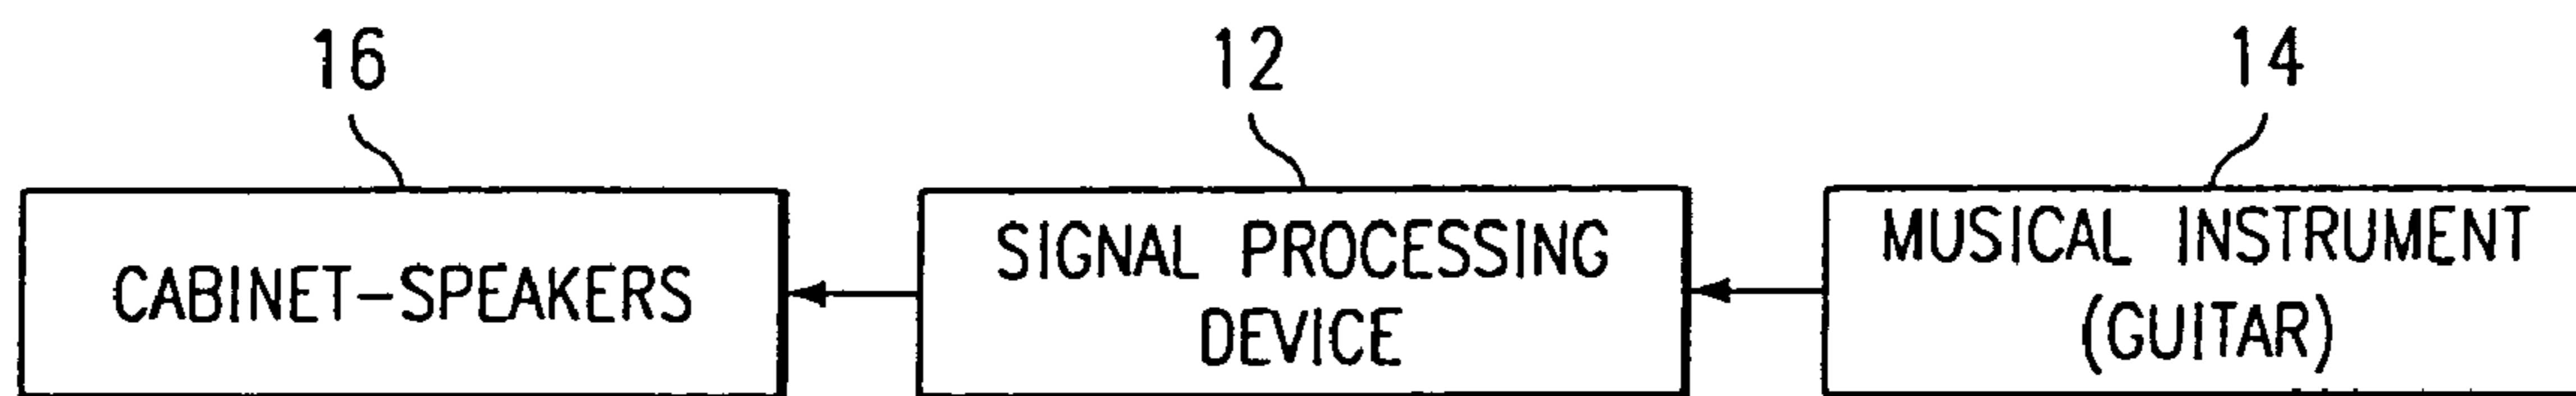 16
12
14
CABINET-SPEAKERS
SIGNAL PROCESSING
DEVICE
MUSICAL INSTRUMENT
(GUITAR)